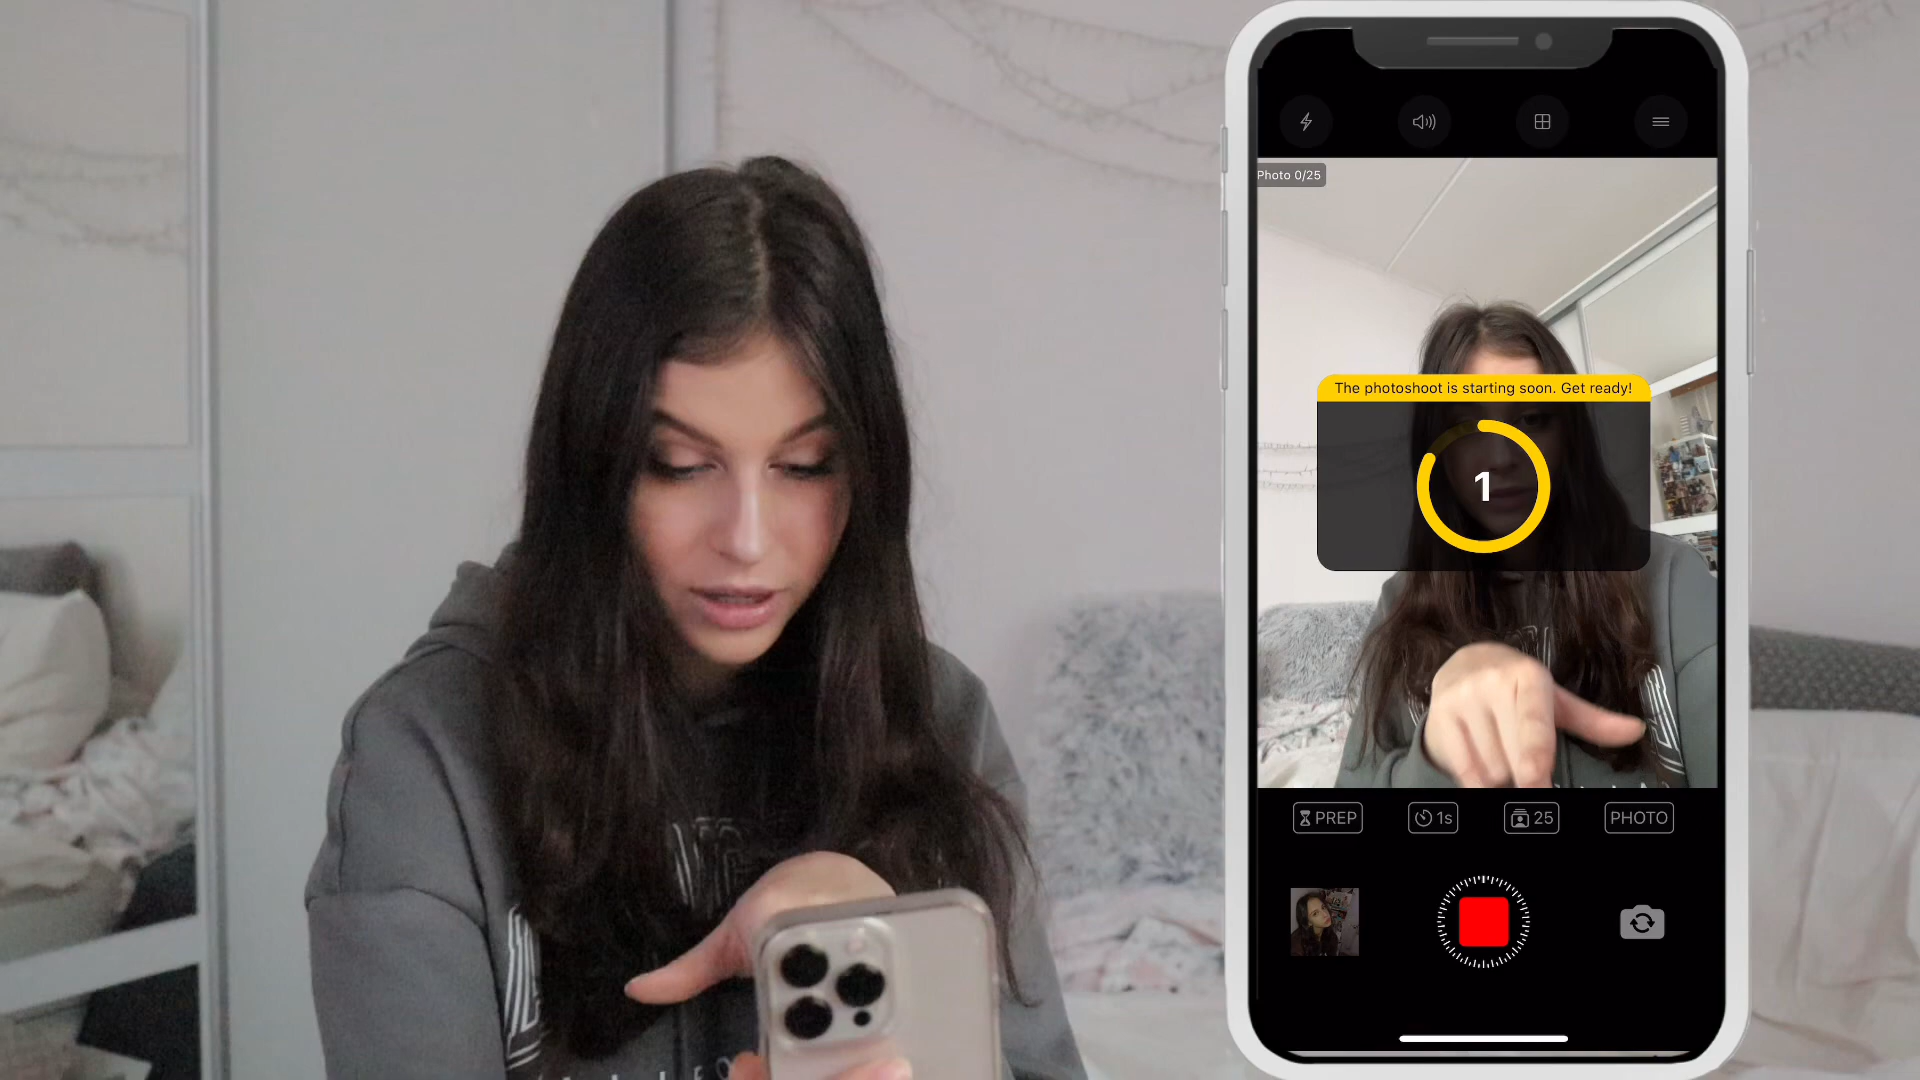 Photo 0/25
The photoshoot is starting soon. Get ready!
1
PREP
1s
25
PHOTO